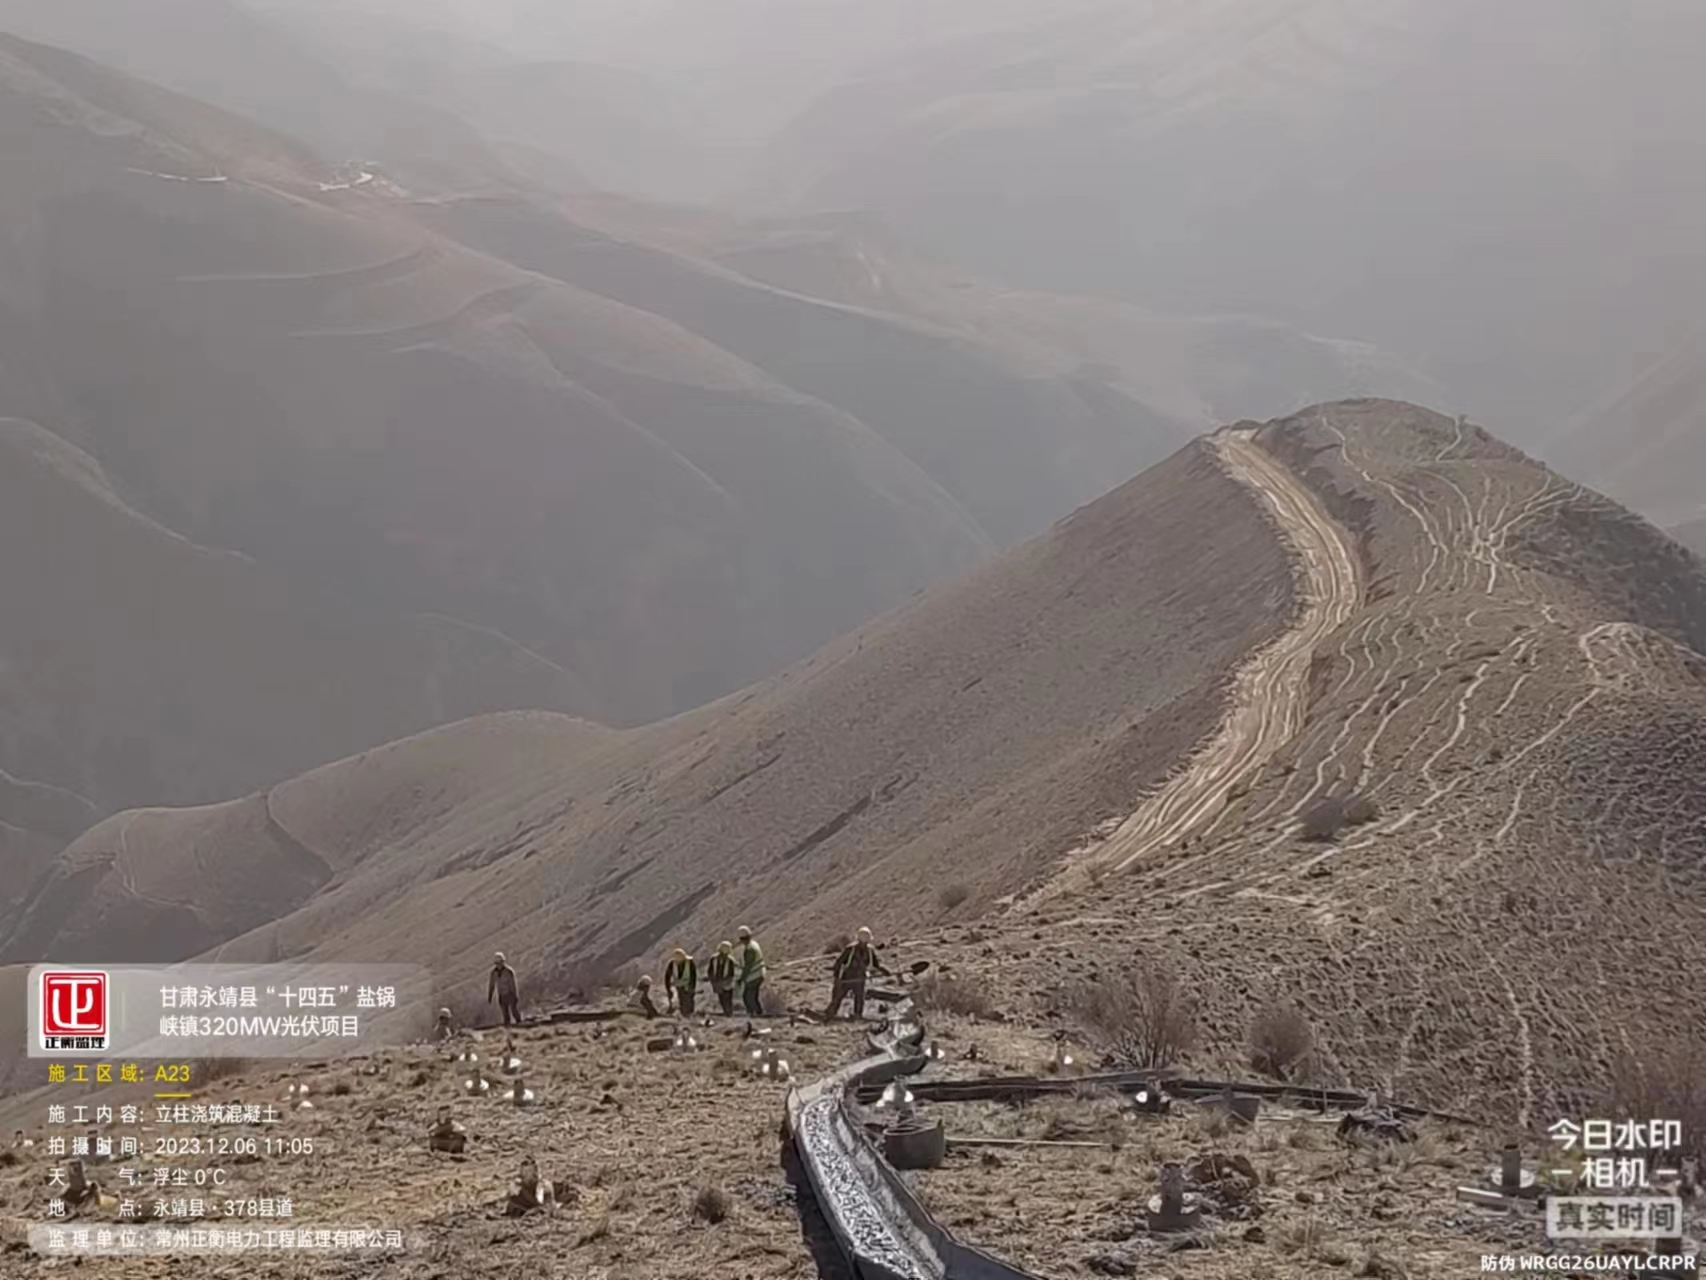 正衡监理
甘肃永靖县“十四五”盐锅
峡镇320MW光伏项目
施工区域：A23
施工内容：立柱浇筑混凝土
拍摄时间：2023.12.06 11:05
天气：浮尘 0℃
地点：永靖县·378县道
监理单位：常州正衡电力工程监理有限公司
今日水印
相机
真实时间
防伪 WRGG26UAYLCRPR